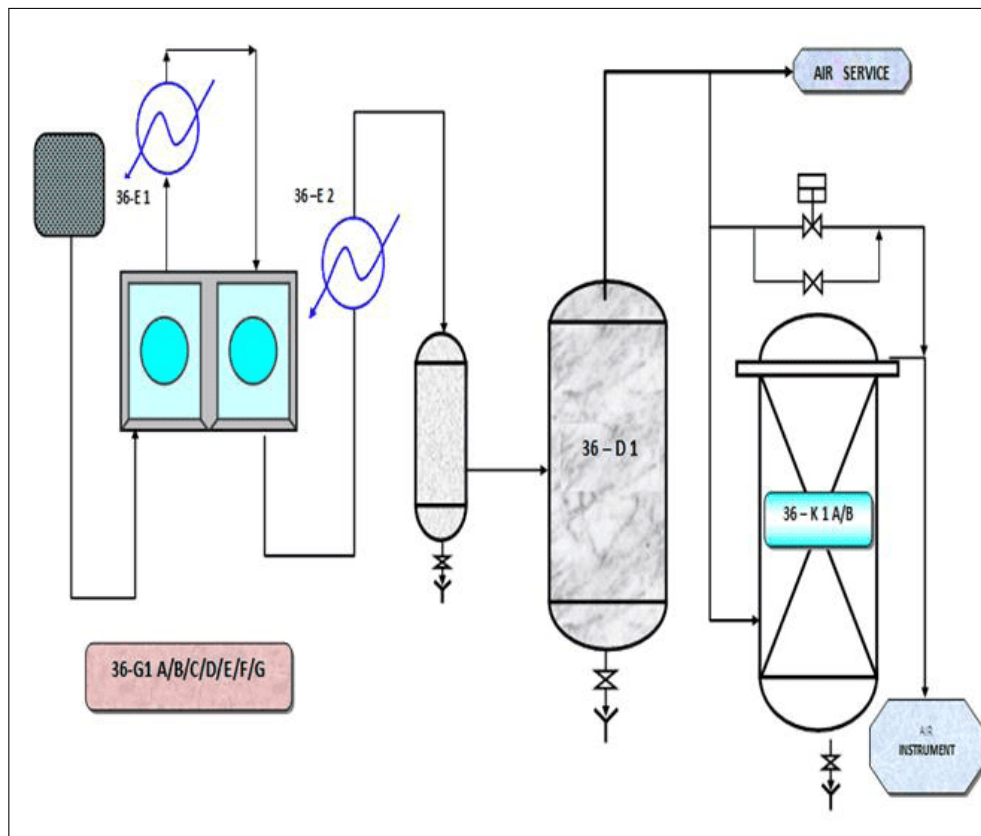 AIR SERVICE
36-E 1
36 –E 2
36 – D 1
36 – K 1 A/B
36-G1 A/B/C/D/E/F/G
AIR
INSTRUMENT